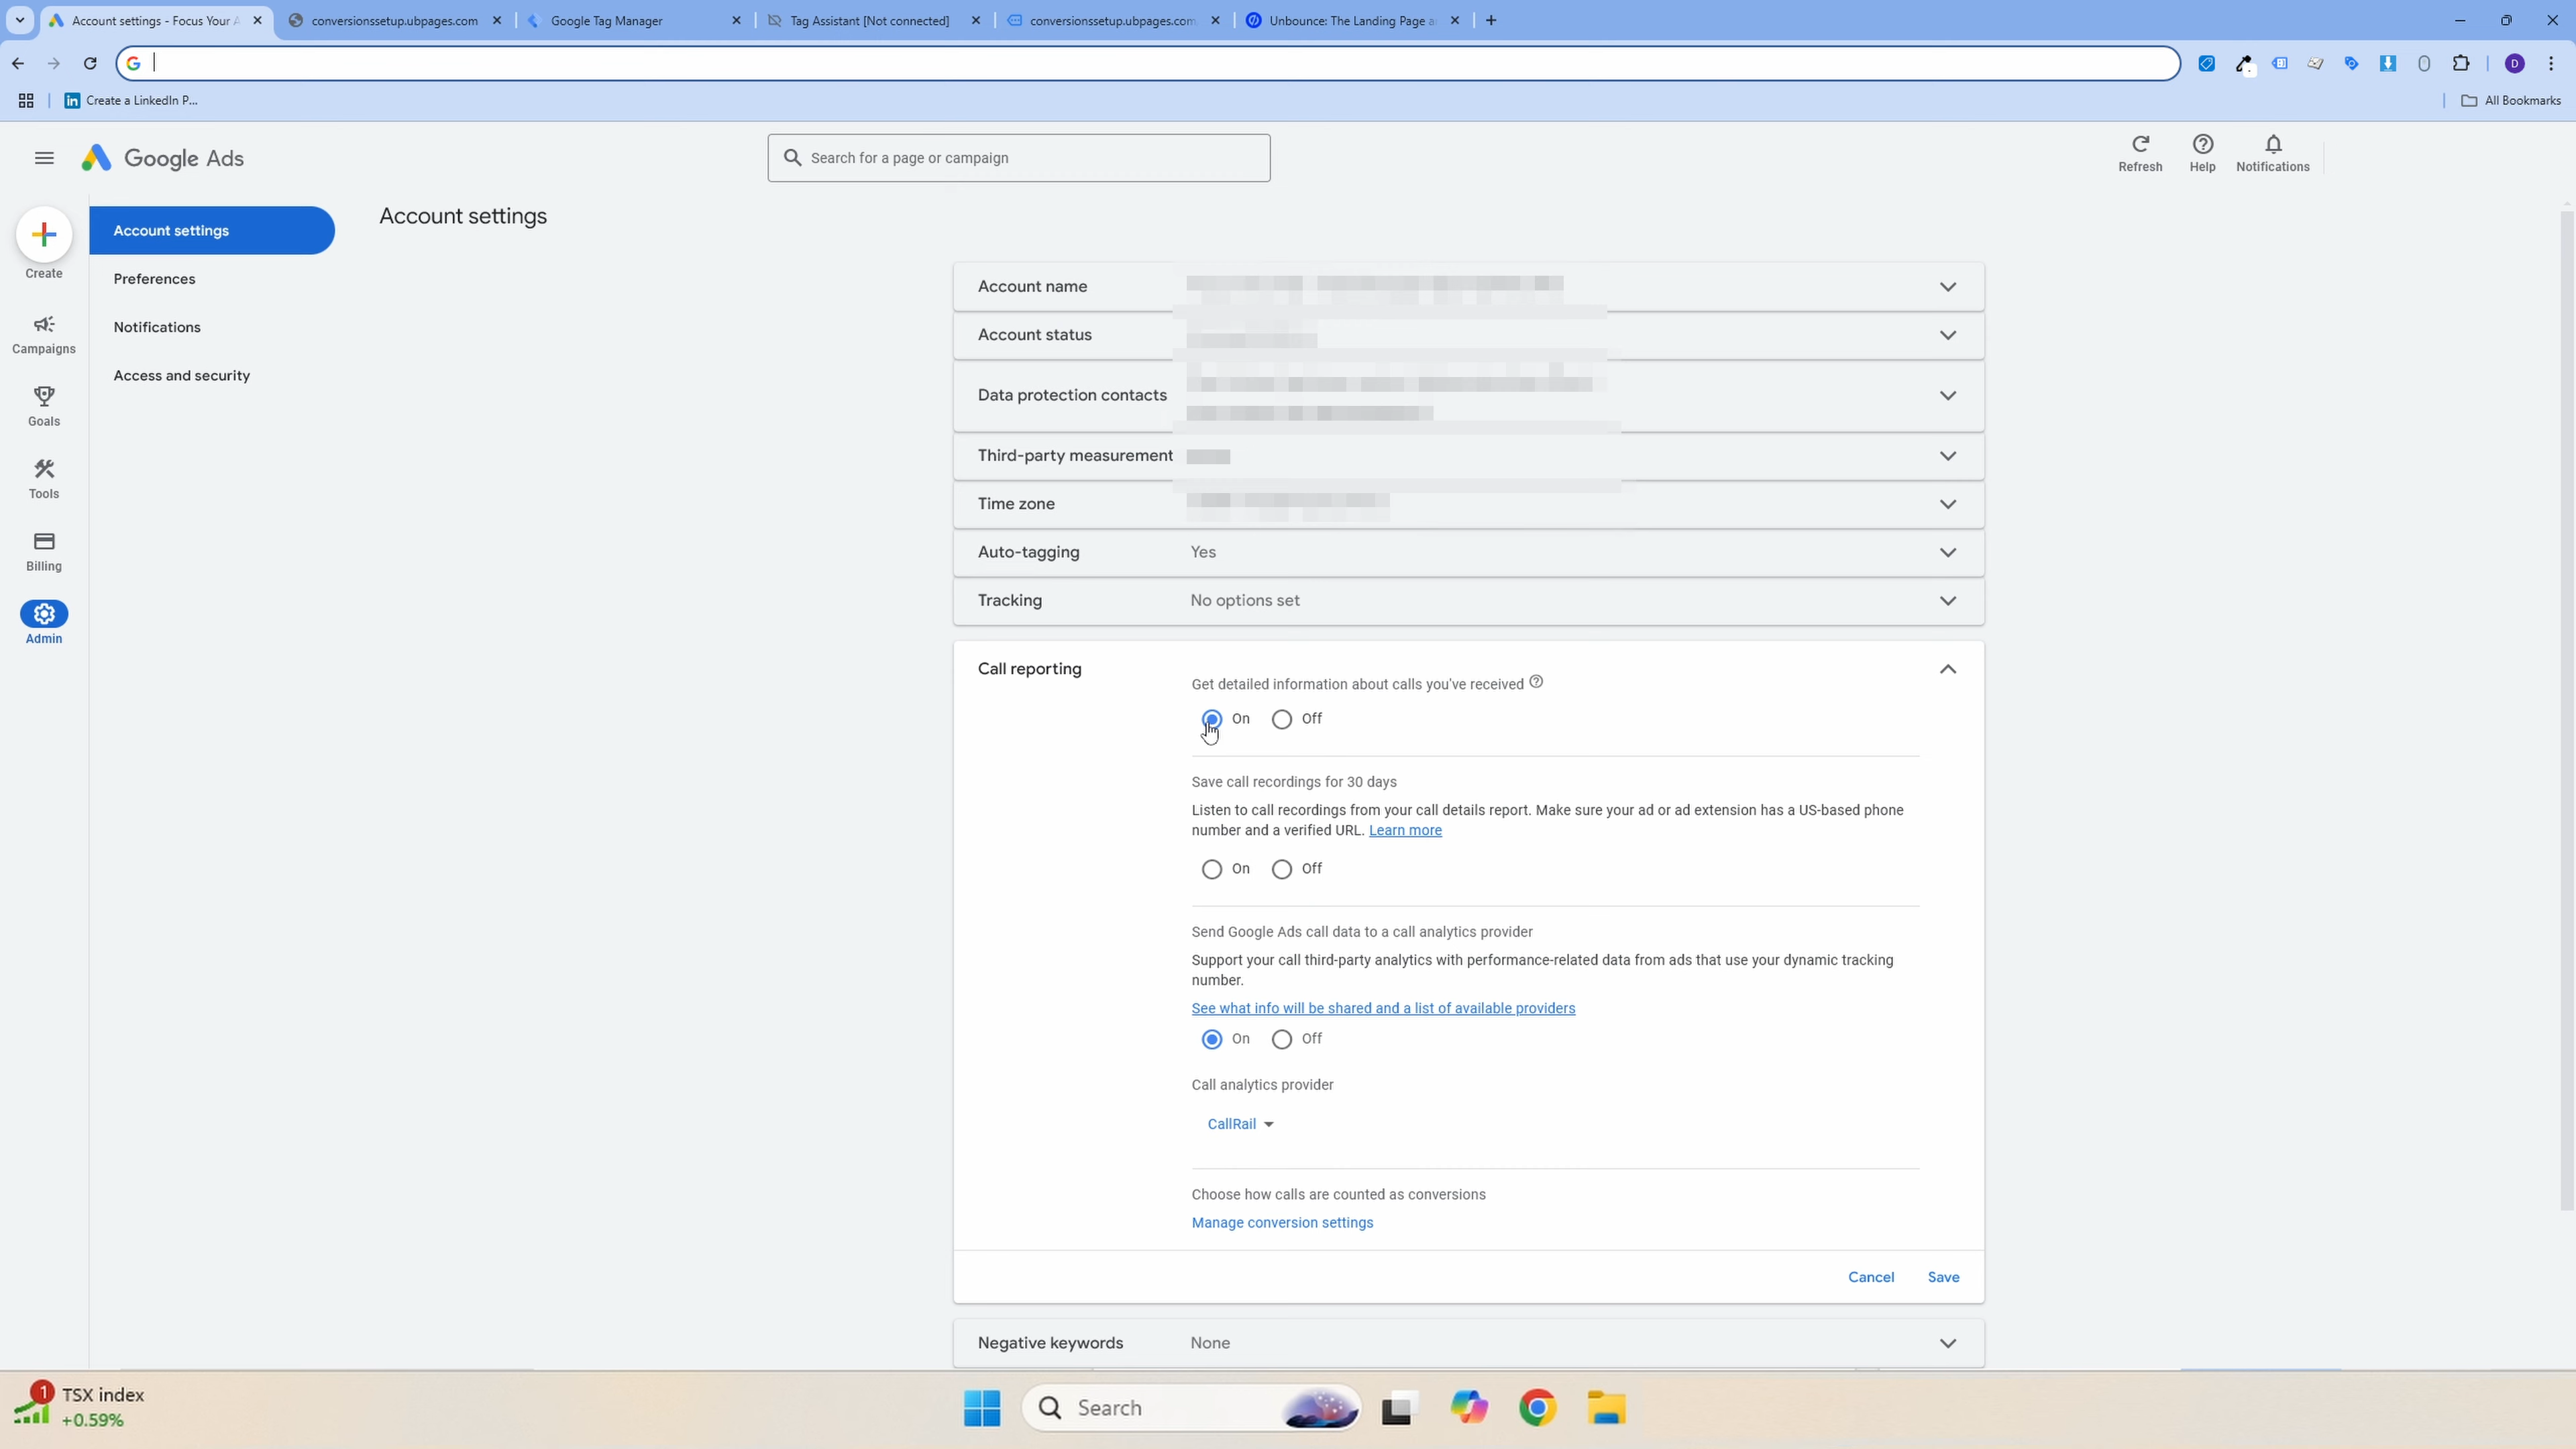 Account settings - Focus Your A
conversionssetup.ubpages.com
Google Tag Manager
Tag Assistant [Not connected]
conversionssetup.ubpages.com
Unbounce: The Landing Page a
Create a LinkedIn P...
All Bookmarks
Google Ads
Search for a page or campaign
Refresh
Help
Notifications
D
Create
Campaigns
Goals
Tools
Billing
Admin
Account settings
Preferences
Notifications
Access and security
Account settings
Account name
Account status
Data protection contacts
Third-party measurement
Time zone
Auto-tagging Yes
Tracking No options set
Call reporting
Get detailed information about calls you've received
On Off
Save call recordings for 30 days
Listen to call recordings from your call details report. Make sure your ad or ad extension has a US-based phone
number and a verified URL. Learn more
On Off
Send Google Ads call data to a call analytics provider
Support your call third-party analytics with performance-related data from ads that use your dynamic tracking
number.
See what info will be shared and a list of available providers
On Off
Call analytics provider
CallRail
Choose how calls are counted as conversions
Manage conversion settings
Cancel Save
Negative keywords None
1
TSX index
+0.59%
Search